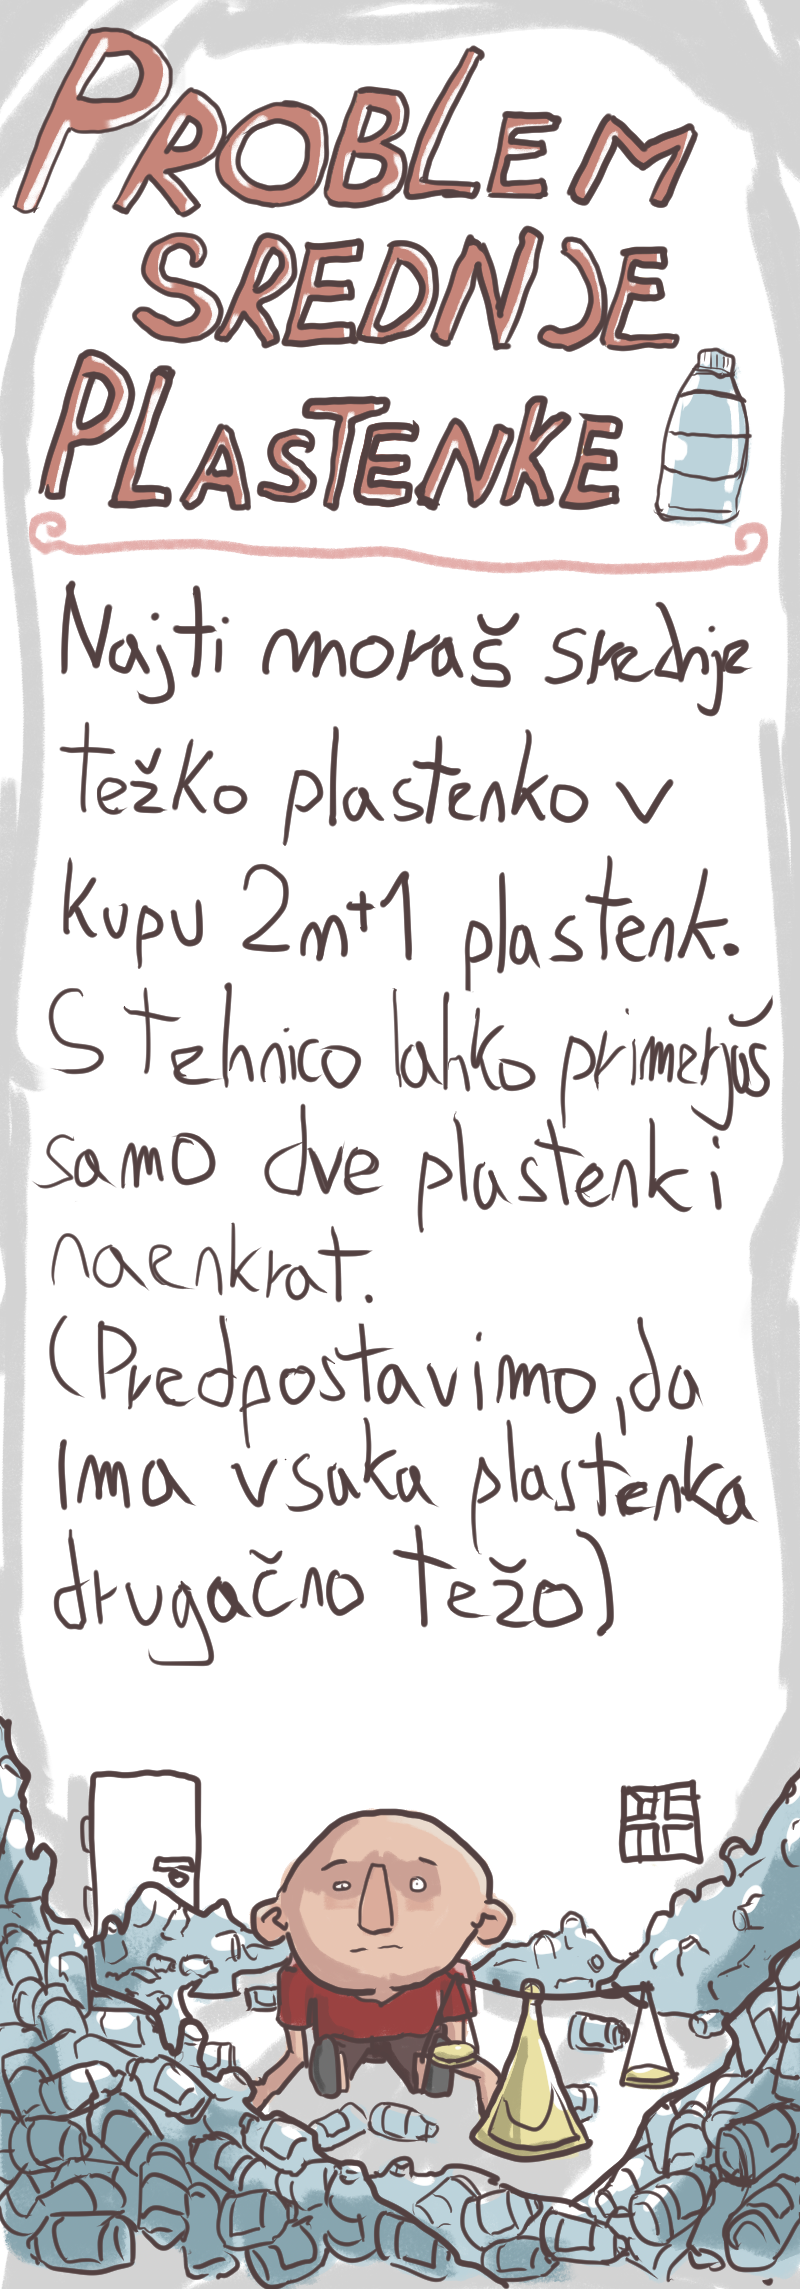 PROBLEM
SREDNJE
PLASTENKE
Najti moraš srednje
težko plastenko v
kupu 2n+1 plastenk.
S tehnico lahko primerjaš
samo dve plastenki
naenkrat.
(Predpostavimo, da
ima vsaka plastenka
drugačno težo)